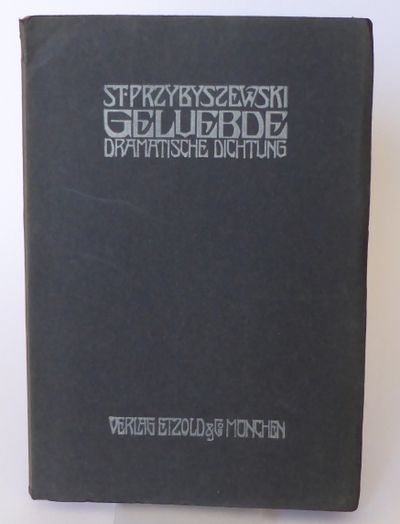 ST. PRZYBYSZEWSKI
GELUEBDE
DRAMATISCHE DICHTUNG
VERLAG ETZOLD & Co MÜNCHEN